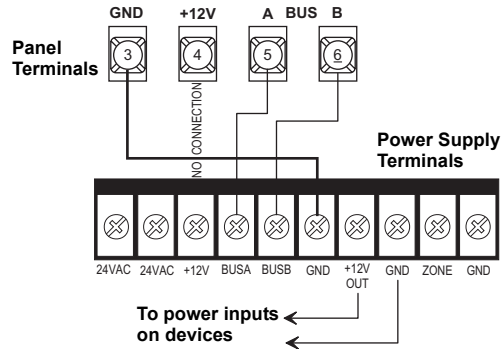 GND +12V A BUS B
Panel
Terminals
3 4 5 6
NO CONNECTION
Power Supply
Terminals
24VAC 24VAC +12V BUSA BUSB GND +12V OUT GND ZONE GND
To power inputs
on devices